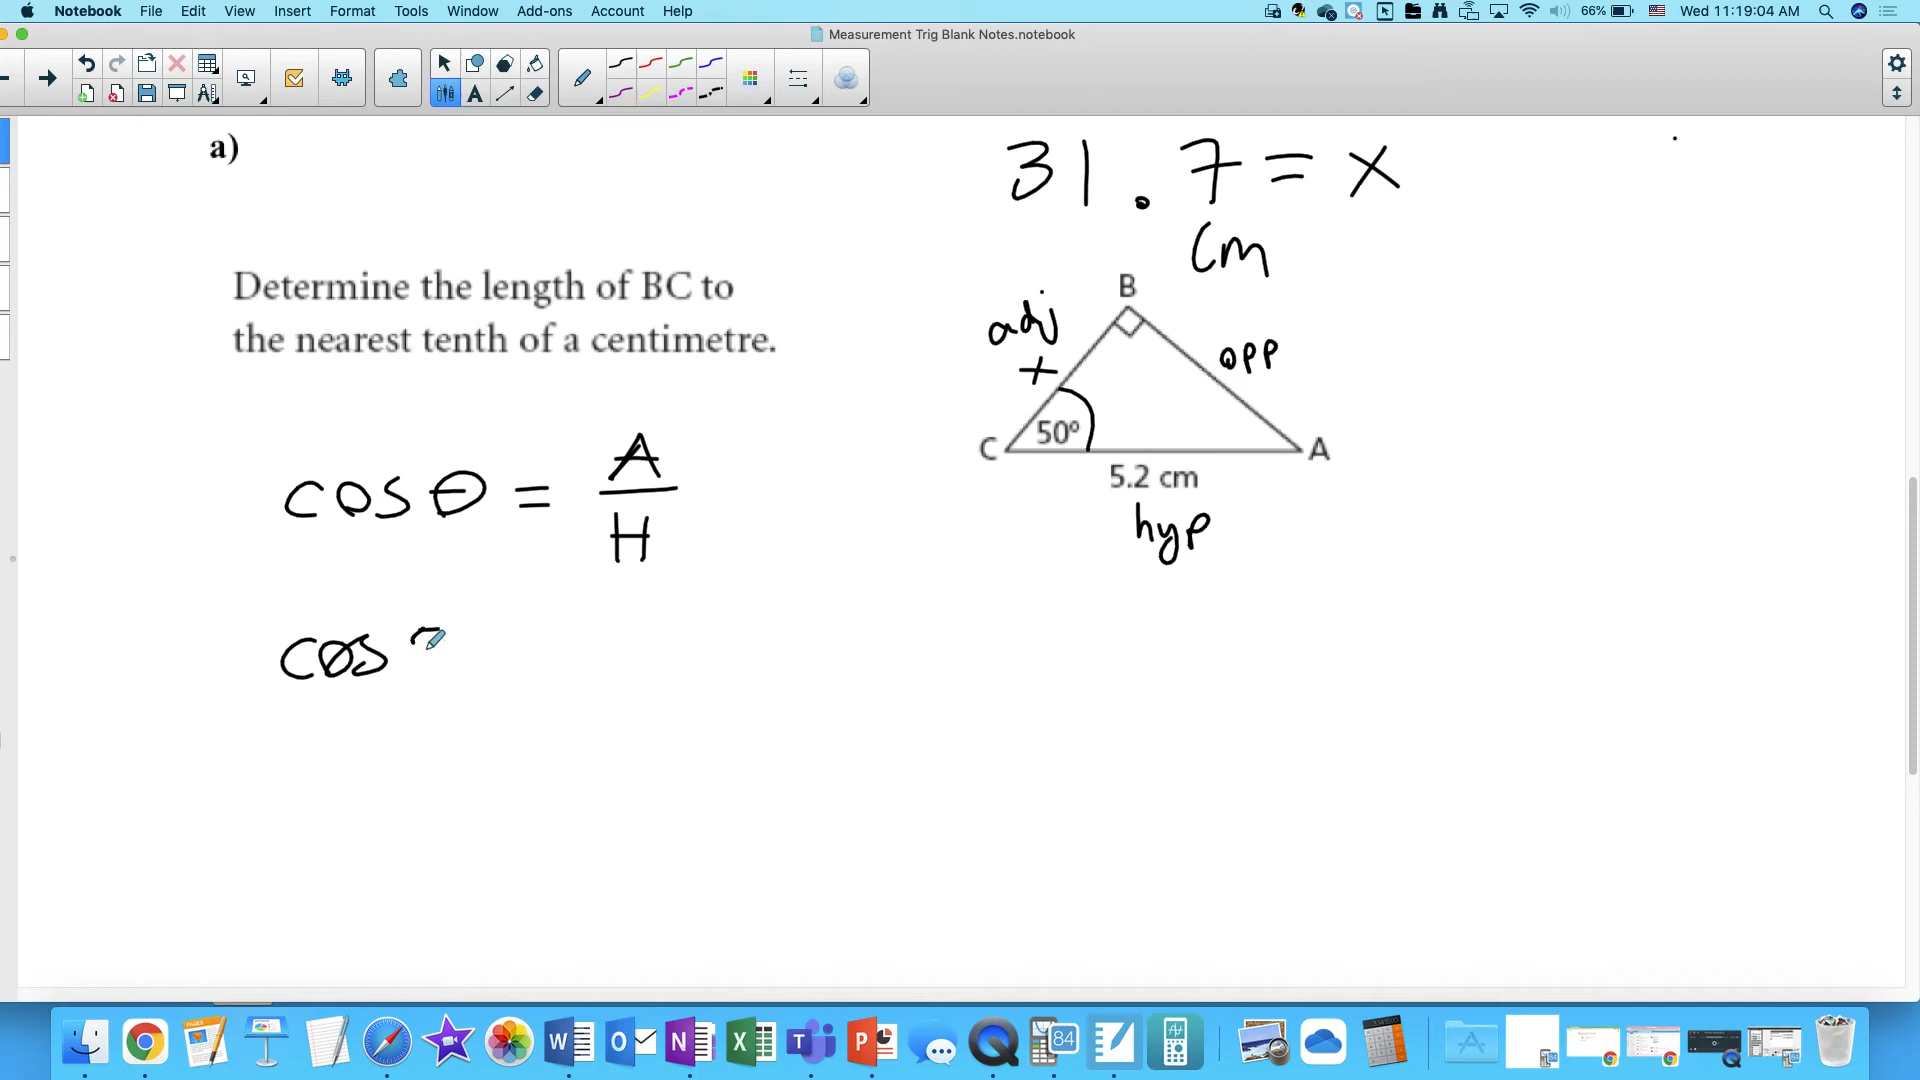 Notebook File Edit View Insert Format Tools Window Add-ons Account Help 66% Wed 11:19:04 AM
Measurement Trig Blank Notes.notebook
a)
31.7 = x
cm
Determine the length of BC to
the nearest tenth of a centimetre.
B
adj
x
opp
C 50° A
5.2 cm
hyp
cos θ = A
H
cos
PAGES
W O N X T P 84